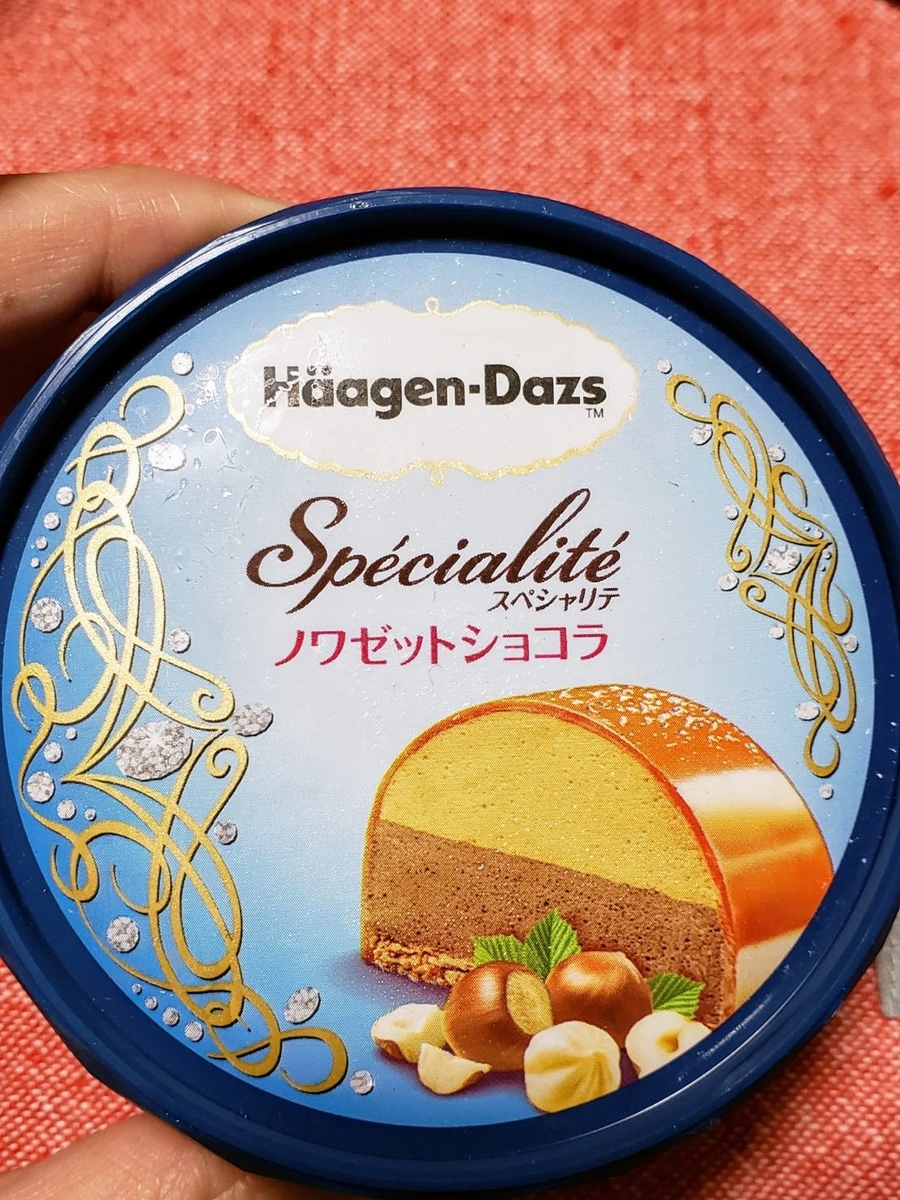 Häagen-Dazs
TM
Spécialité
スペシャリテ
ノワゼットショコラ